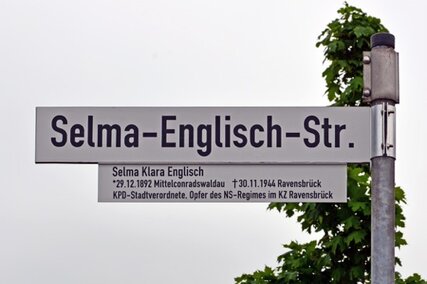 Selma-Englisch-Str.
Selma Klara Englisch
*29.12.1892 Mittelconradswaldau †30.11.1944 Ravensbrück
KPD-Stadtverordnete, Opfer des NS-Regimes im KZ Ravensbrück